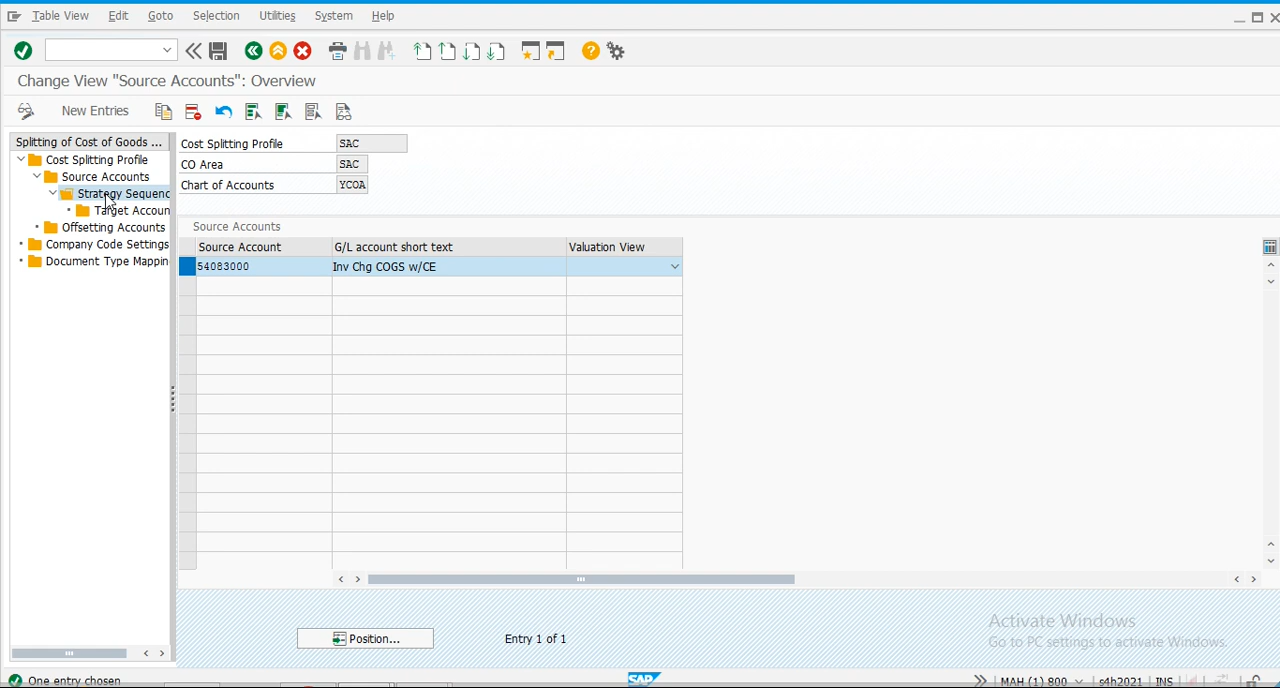 Table View Edit Goto Selection Utilities System Help
Change View "Source Accounts": Overview
New Entries
Splitting of Cost of Goods ...
Cost Splitting Profile
Source Accounts
Strategy Sequenc
Target Accoun
Offsetting Accounts
Company Code Settings
Document Type Mappin
Cost Splitting Profile SAC
CO Area SAC
Chart of Accounts YCOA
Source Accounts
Source Account G/L account short text Valuation View
54083000 Inv Chg COGS w/CE
Position... Entry 1 of 1
Activate Windows
Go to PC settings to activate Windows.
One entry chosen
SAP
MAH (1) 800 s4h2021 INS